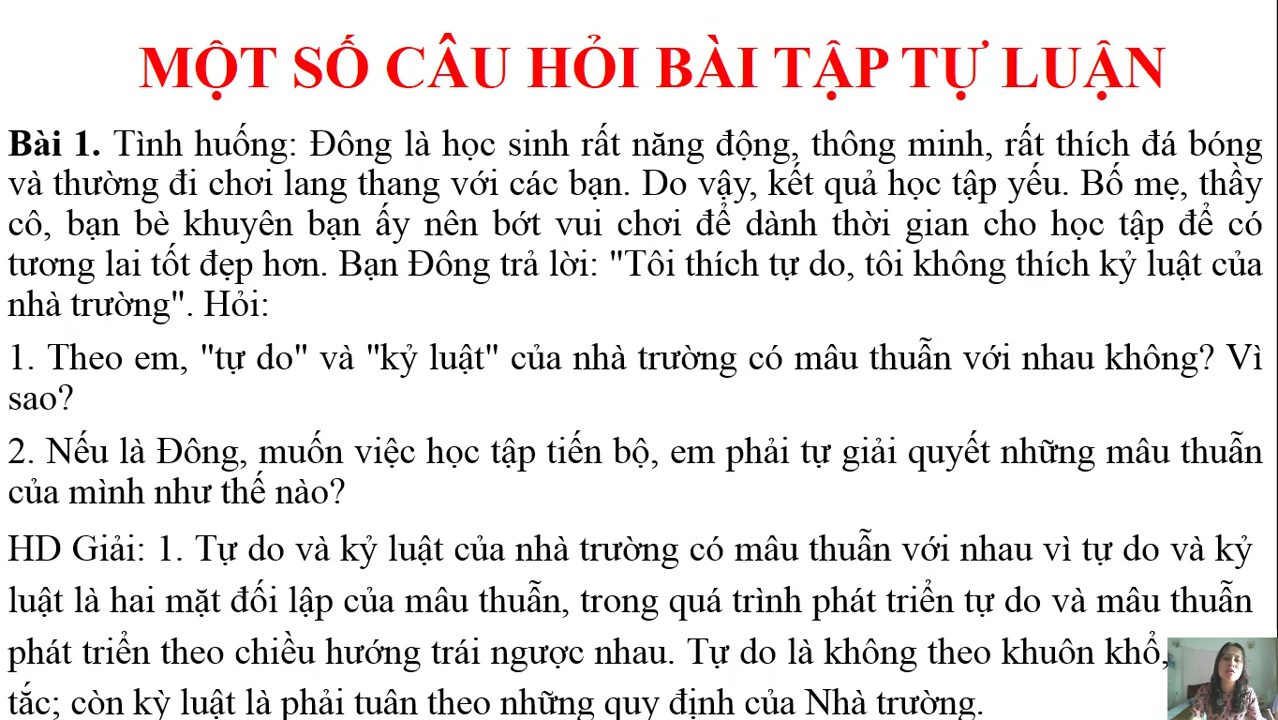 MỘT SỐ CÂU HỎI BÀI TẬP TỰ LUẬN
Bài 1. Tình huống: Đông là học sinh rất năng động, thông minh, rất thích đá bóng
và thường đi chơi lang thang với các bạn. Do vậy, kết quả học tập yếu. Bố mẹ, thầy
cô, bạn bè khuyên bạn ấy nên bớt vui chơi để dành thời gian cho học tập để có
tương lai tốt đẹp hơn. Bạn Đông trả lời: "Tôi thích tự do, tôi không thích kỷ luật của
nhà trường". Hỏi:
1. Theo em, "tự do" và "kỷ luật" của nhà trường có mâu thuẫn với nhau không? Vì
sao?
2. Nếu là Đông, muốn việc học tập tiến bộ, em phải tự giải quyết những mâu thuẫn
của mình như thế nào?
HD Giải: 1. Tự do và kỷ luật của nhà trường có mâu thuẫn với nhau vì tự do và kỷ
luật là hai mặt đối lập của mâu thuẫn, trong quá trình phát triển tự do và mâu thuẫn
phát triển theo chiều hướng trái ngược nhau. Tự do là không theo khuôn khổ,
tắc; còn kỳ luật là phải tuân theo những quy định của Nhà trường.